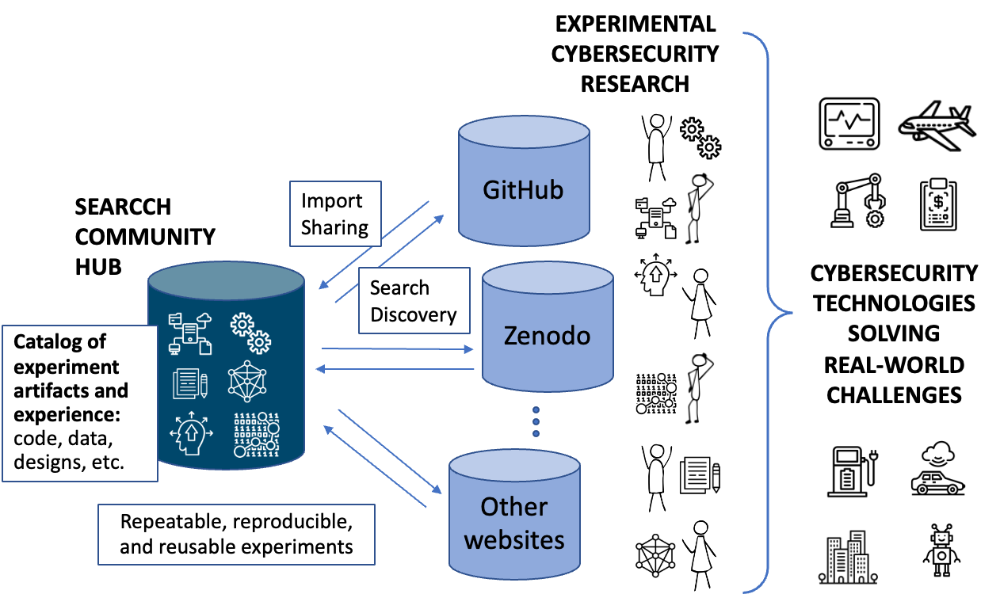 EXPERIMENTAL
CYBERSECURITY
RESEARCH
SEARCCH
COMMUNITY
HUB
Import
Sharing
Search
Discovery
GitHub
Zenodo
Other
websites
Catalog of
experiment
artifacts and
experience:
code, data,
designs, etc.
Repeatable, reproducible,
and reusable experiments
CYBERSECURITY
TECHNOLOGIES
SOLVING
REAL-WORLD
CHALLENGES